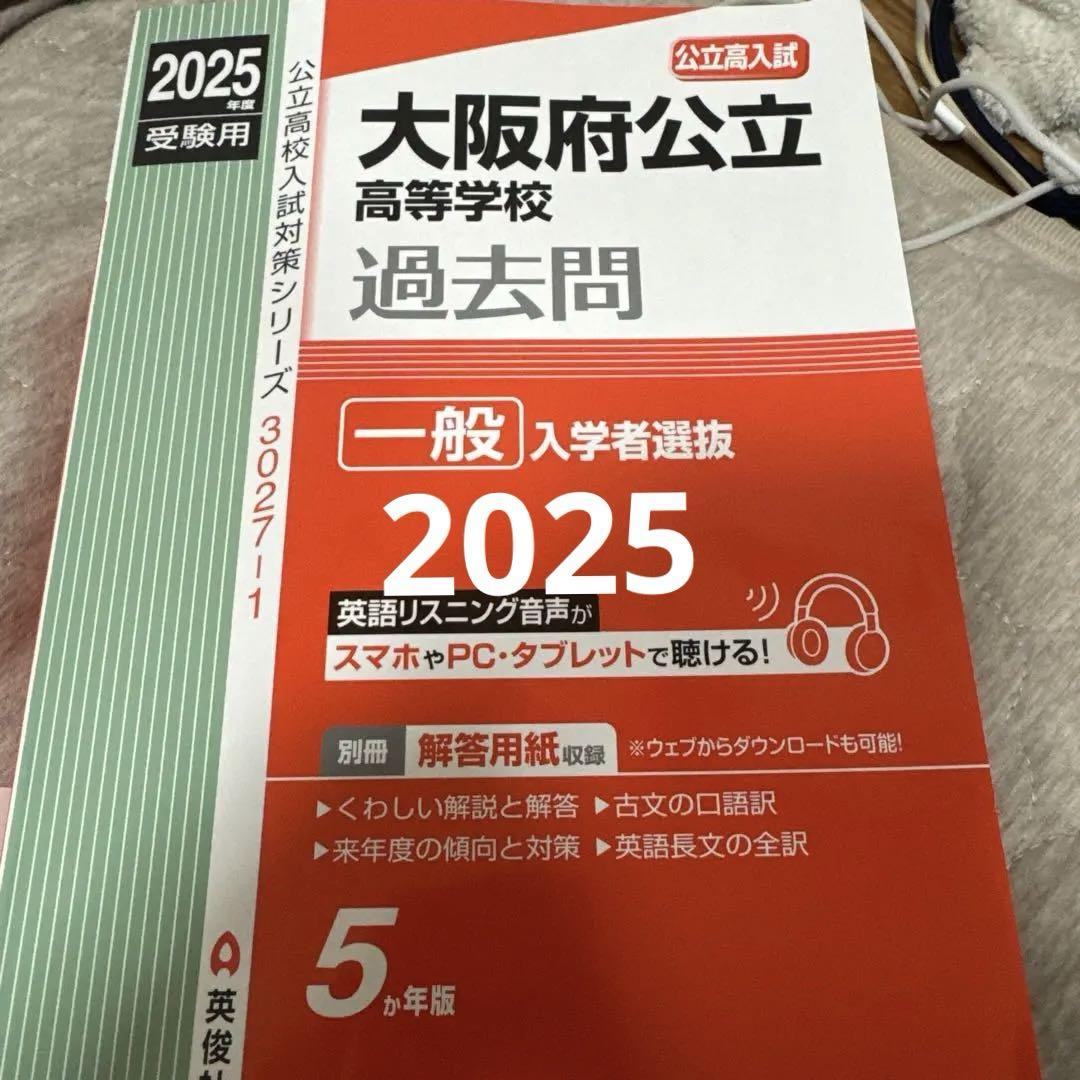 2025
年度
受験用
公立高校入試対策シリーズ 3027-1
公立高入試
大阪府公立
高等学校
過去問
一般 入学者選抜
2025
英語リスニング音声が
スマホやPC・タブレットで聴ける!
別冊 解答用紙収録 ※ウェブからダウンロードも可能!
▶くわしい解説と解答 ▶古文の口語訳
▶来年度の傾向と対策 ▶英語長文の全訳
5か年版
英俊社